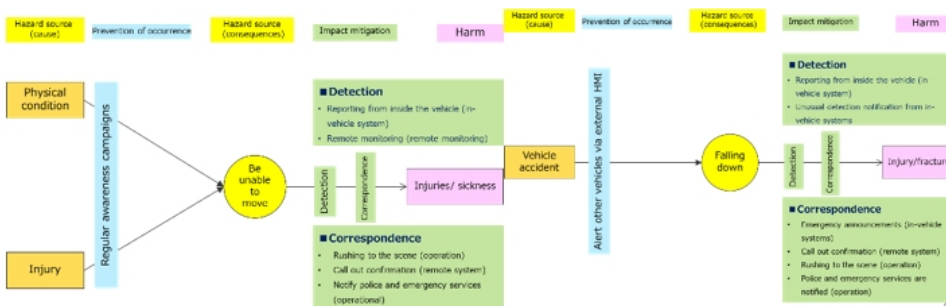 Hazard source
(cause)
Prevention of occurrence
Hazard source
(consequences)
Impact mitigation
Harm
Physical
condition
Injury
Regular awareness campaigns
Be
unable
to
move
■ Detection
• Reporting from inside the vehicle (in-
vehicle system)
• Remote monitoring (remote monitoring)
Detection
Correspondence
Injuries/ sickness
■ Correspondence
• Rushing to the scene (operation)
• Call out confirmation (remote system)
• Notify police and emergency services
(operational)
Hazard source
(cause)
Prevention of occurrence
Hazard source
(consequences)
Impact mitigation
Harm
Vehicle
accident
Alert other vehicles via external HMI
Falling
down
■ Detection
• Reporting from inside the vehicle (in
vehicle system)
• Unusual detection notification from in-
vehicle systems
Detection
Correspondence
Injury/fractur
■ Correspondence
• Emergency announcements (in-vehicle
systems)
• Call out confirmation (remote system)
• Rushing to the scene (operation)
• Police and emergency services are
notified (operation)